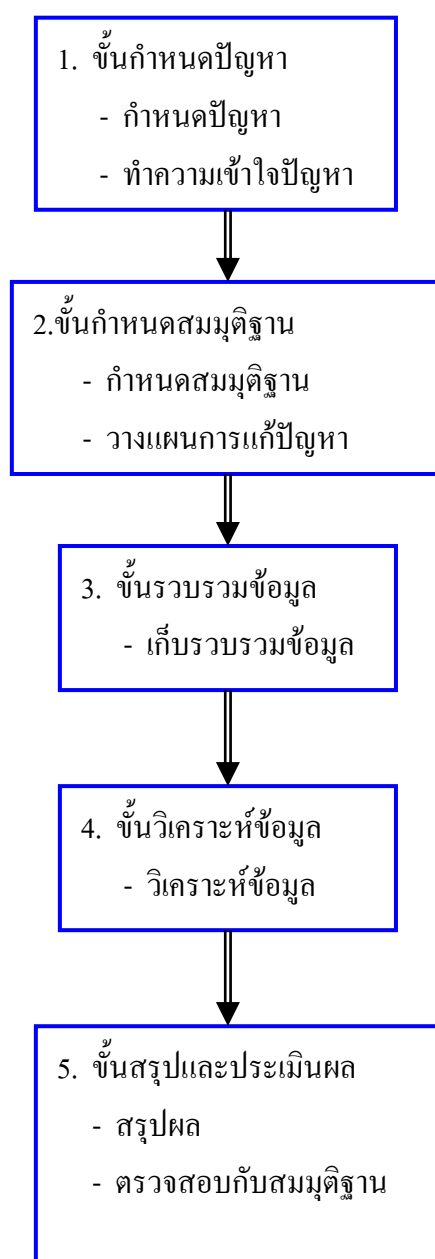 1. ขั้นกำหนดปัญหา
- กำหนดปัญหา
- ทำความเข้าใจปัญหา
2.ขั้นกำหนดสมมุติฐาน
- กำหนดสมมุติฐาน
- วางแผนการแก้ปัญหา
3. ขั้นรวบรวมข้อมูล
- เก็บรวบรวมข้อมูล
4. ขั้นวิเคราะห์ข้อมูล
- วิเคราะห์ข้อมูล
5. ขั้นสรุปและประเมินผล
- สรุปผล
- ตรวจสอบกับสมมุติฐาน